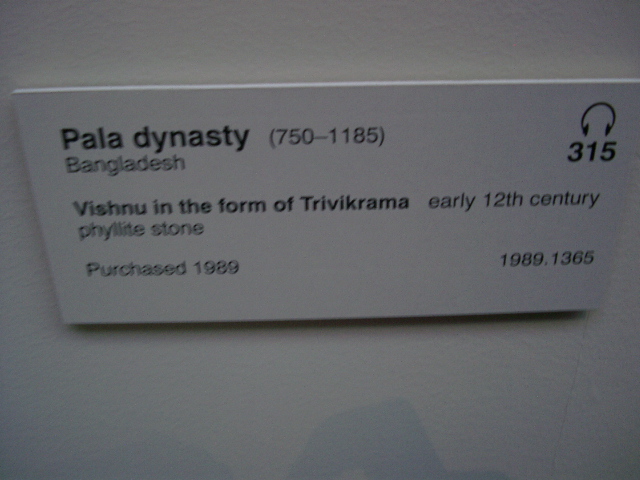 Pala dynasty (750–1185)
315
Bangladesh
Vishnu in the form of Trivikrama early 12th century
phyllite stone
Purchased 1989
1989.1365